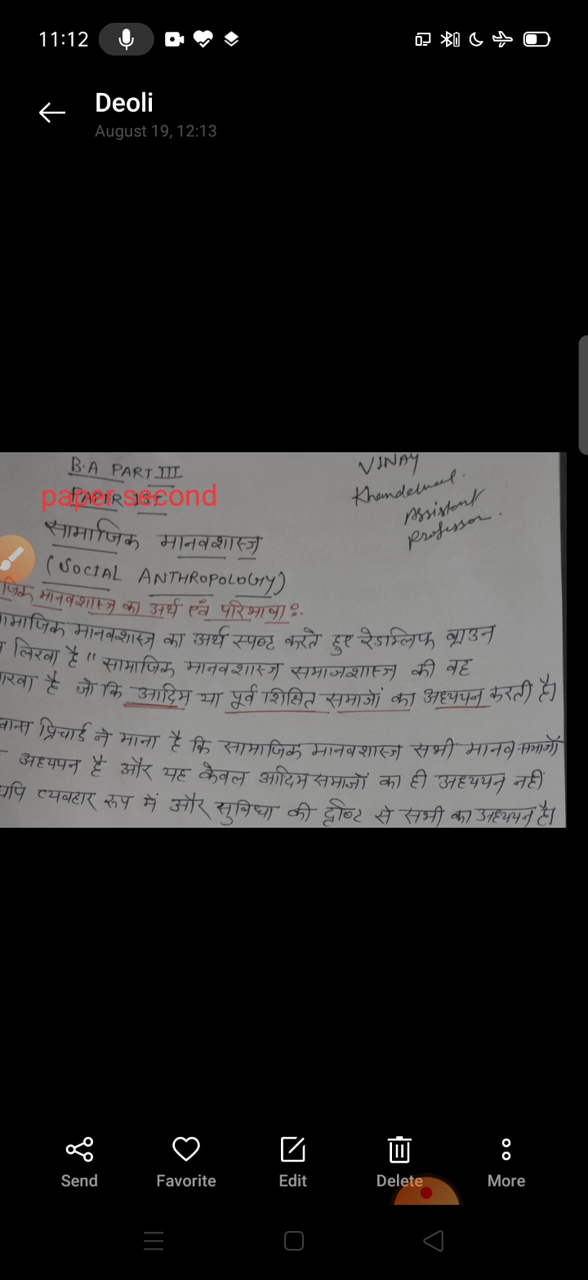 11:12
Deoli
August 19, 12:13
B.A PART III
VINAY
Khandelwal
Assistant
Professor.
PAPER
paper second
सामाजिक मानवशास्त्र
(SOCIAL ANTHROPOLOGY)
जिक मानवशास्त्र का अर्थ एवं परिभाषा :-
माजिक मानवशास्त्र का अर्थ स्पष्ट करते हुए रेडक्लिफ ब्राउन
लिखा है " सामाजिक मानवशास्त्र समाजशास्त्र की वह
ाखा है जो कि आदिम या पूर्व शिक्षित समाजों का अध्ययन करती है।
वान्स प्रिचार्ड ने माना है कि सामाजिक मानवशास्त्र सभी मानव समाजों
अध्ययन है और यह केवल आदिम समाजों का ही अध्ययन नहीं
पि व्यवहार रूप में और सुविधा की दृष्टि से सभी का अध्ययन है।
Send Favorite Edit Delete More